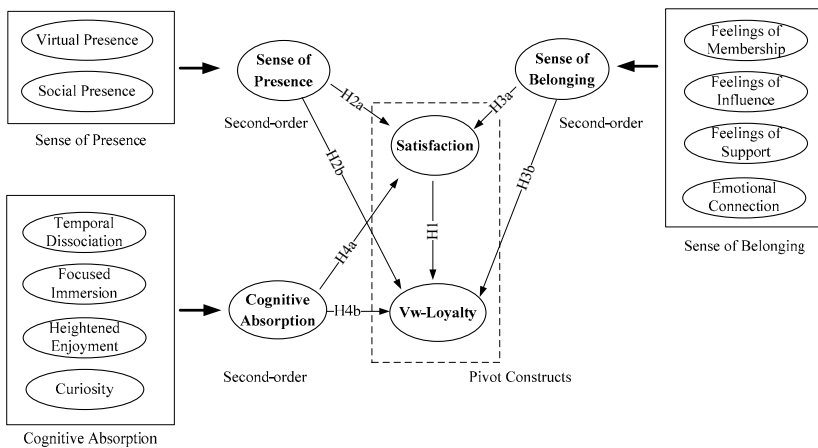 Virtual Presence
Social Presence
Sense of Presence
Temporal
Dissociation
Focused
Immersion
Heightened
Enjoyment
Curiosity
Cognitive Absorption
Sense of
Presence
Second-order
Cognitive
Absorption
Second-order
H2a
H2b
H4a
H4b
Satisfaction
H1
Vw-Loyalty
Pivot Constructs
H3a
H3b
Sense of
Belonging
Second-order
Feelings of
Membership
Feelings of
Influence
Feelings of
Support
Emotional
Connection
Sense of Belonging